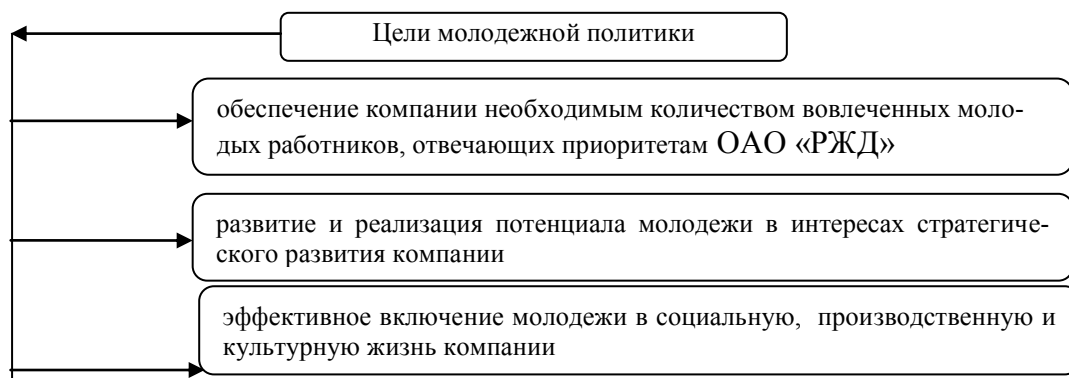 Цели молодежной политики
обеспечение компании необходимым количеством вовлеченных моло-
дых работников, отвечающих приоритетам ОАО «РЖД»
развитие и реализация потенциала молодежи в интересах стратегиче-
ского развития компании
эффективное включение молодежи в социальную, производственную и
культурную жизнь компании